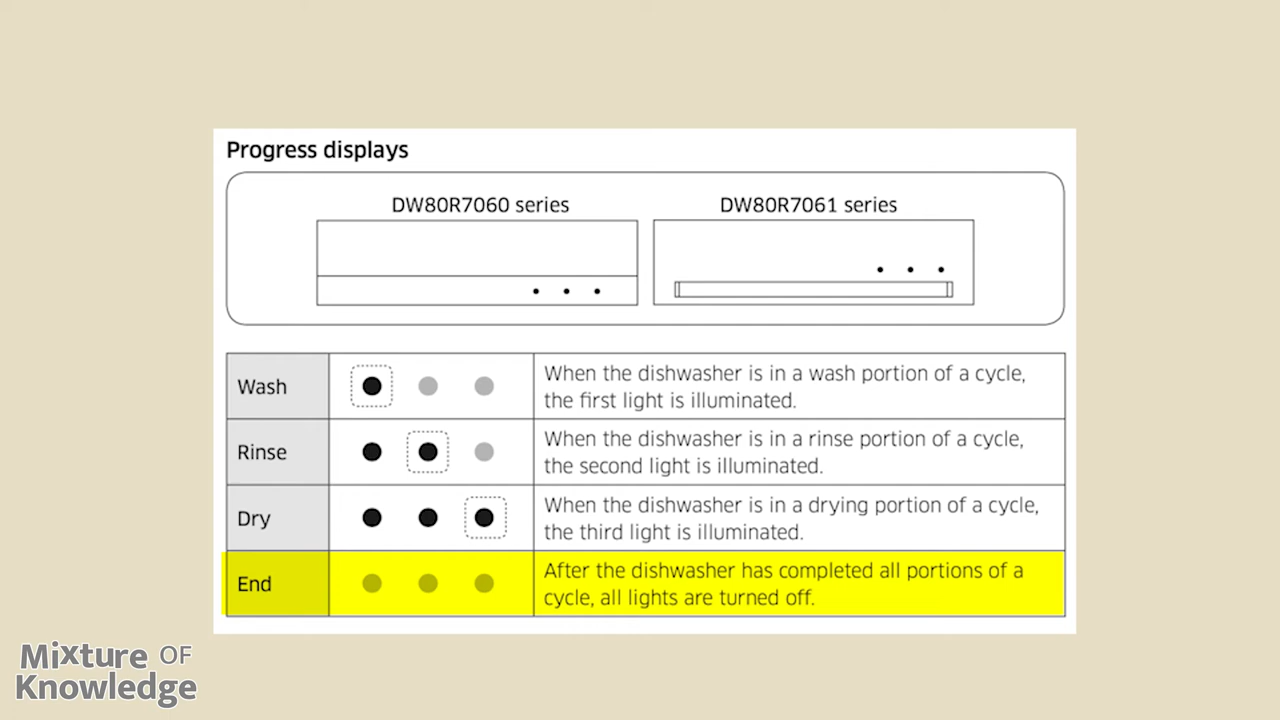 Progress displays
DW80R7060 series
DW80R7061 series
Wash
When the dishwasher is in a wash portion of a cycle,
the first light is illuminated.
Rinse
When the dishwasher is in a rinse portion of a cycle,
the second light is illuminated.
Dry
When the dishwasher is in a drying portion of a cycle,
the third light is illuminated.
End
After the dishwasher has completed all portions of a
cycle, all lights are turned off.
Mixture OF
Knowledge